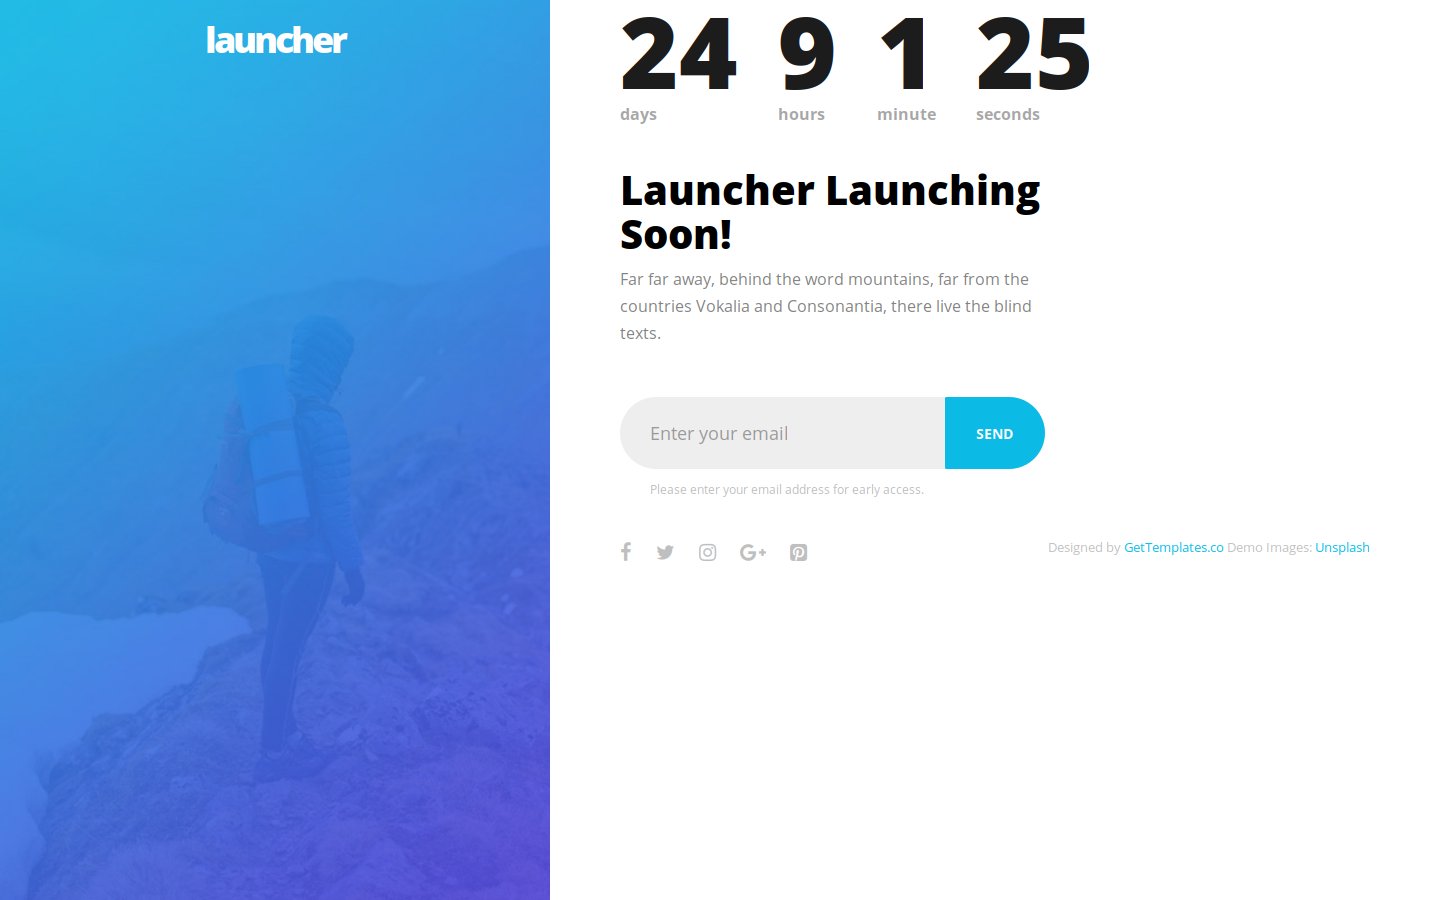 launcher
24 9 1 25
days hours minute seconds
Launcher Launching
Soon!
Far far away, behind the word mountains, far from the
countries Vokalia and Consonantia, there live the blind
texts.
Enter your email SEND
Please enter your email address for early access.
Designed by GetTemplates.co Demo Images: Unsplash